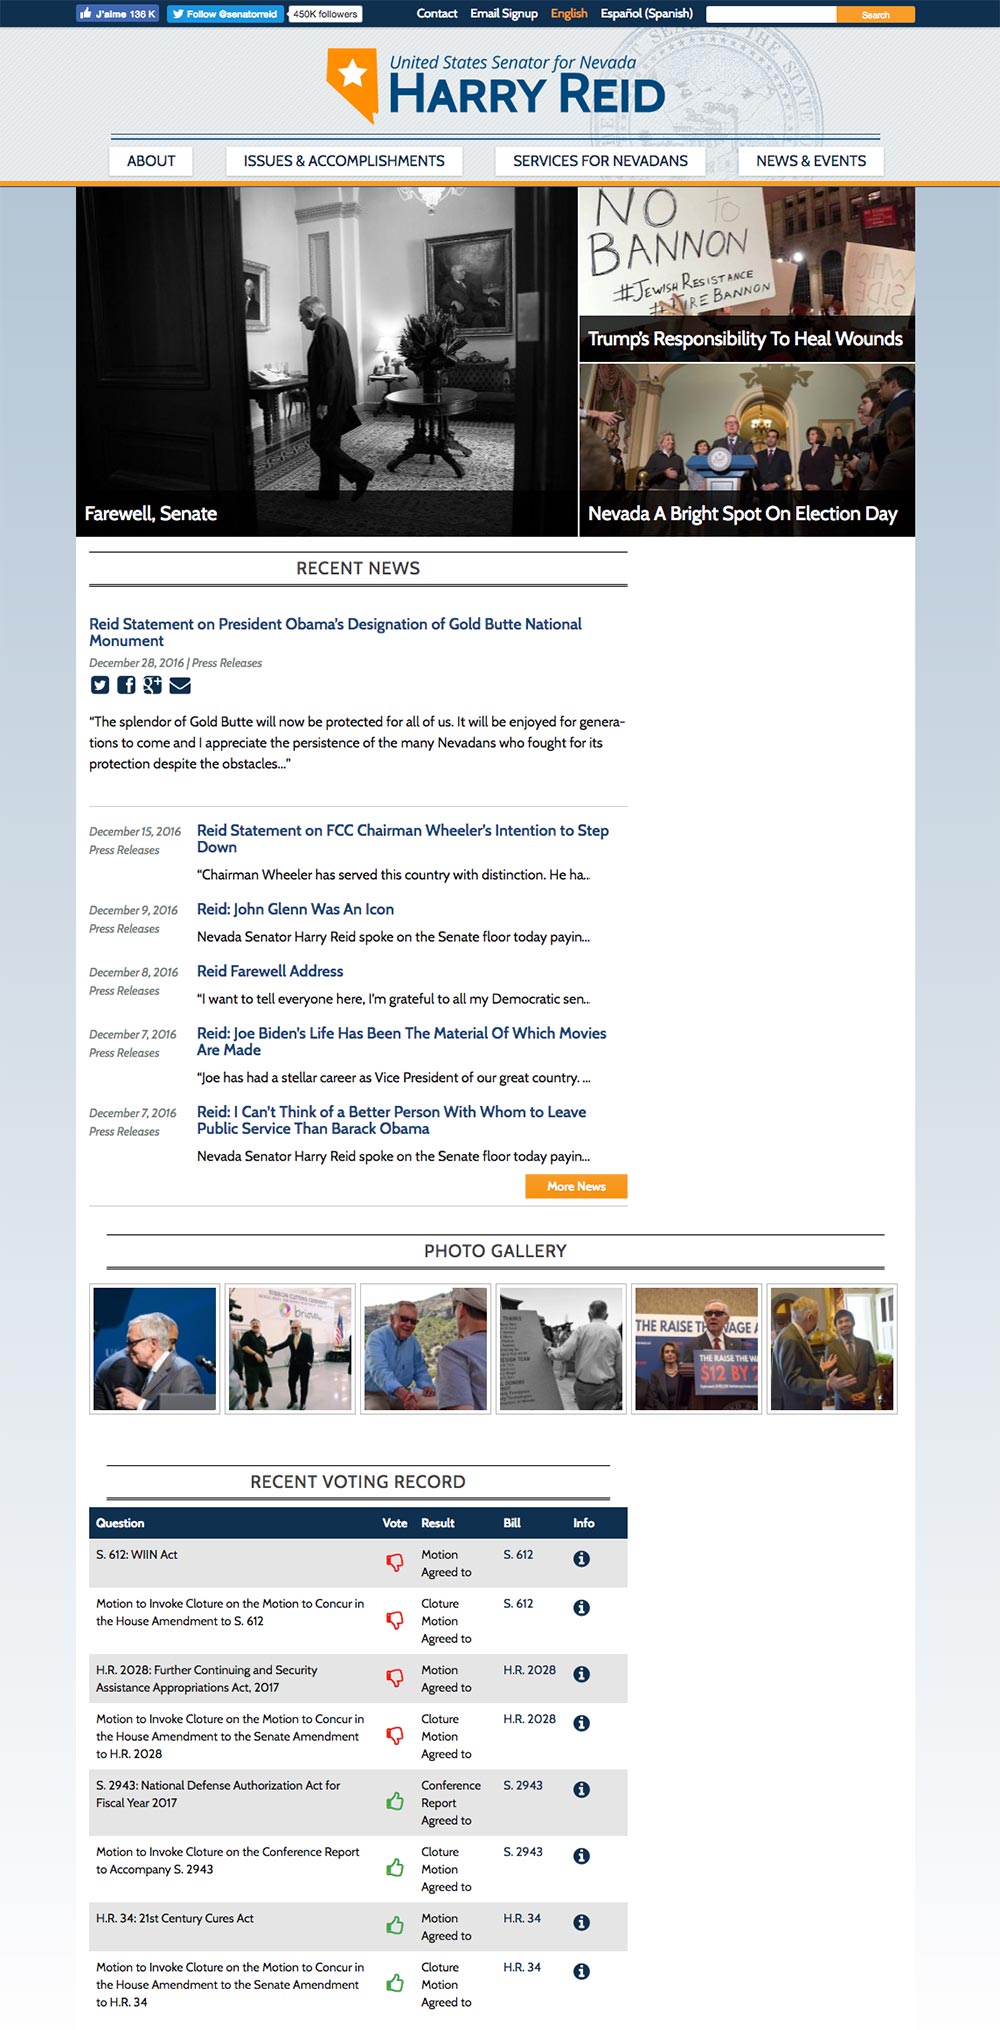 J'aime 136 K Follow @senatorreid 450K followers Contact Email Signup English Español (Spanish) Search
United States Senator for Nevada
HARRY REID
ABOUT ISSUES & ACCOMPLISHMENTS SERVICES FOR NEVADANS NEWS & EVENTS
NO to
BANNON
#JEWISH RESISTANCE
#FIRE BANNON
Trump's Responsibility To Heal Wounds
Farewell, Senate
Nevada A Bright Spot On Election Day
RECENT NEWS
Reid Statement on President Obama's Designation of Gold Butte National
Monument
December 28, 2016 | Press Releases
“The splendor of Gold Butte will now be protected for all of us. It will be enjoyed for genera-
tions to come and I appreciate the persistence of the many Nevadans who fought for its
protection despite the obstacles...”
December 15, 2016 Reid Statement on FCC Chairman Wheeler's Intention to Step
Press Releases Down
“Chairman Wheeler has served this country with distinction. He ha...
December 9, 2016 Reid: John Glenn Was An Icon
Press Releases
Nevada Senator Harry Reid spoke on the Senate floor today payin...
December 8, 2016 Reid Farewell Address
Press Releases
“I want to tell everyone here, I'm grateful to all my Democratic sen...
December 7, 2016 Reid: Joe Biden's Life Has Been The Material Of Which Movies
Press Releases Are Made
“Joe has had a stellar career as Vice President of our great country. ...
December 7, 2016 Reid: I Can't Think of a Better Person With Whom to Leave
Press Releases Public Service Than Barack Obama
Nevada Senator Harry Reid spoke on the Senate floor today payin...
More News
PHOTO GALLERY
RIBBON CUTTING CEREMONY
THANKS
DESIGN TEAM
DONORS
THE RAISE THE WAGE A
THE RAISE THE WA
$12 BY 2
RECENT VOTING RECORD
Question Vote Result Bill Info
S. 612: WIIN Act Motion S. 612
Agreed to
Motion to Invoke Cloture on the Motion to Concur in Cloture S. 612
the House Amendment to S. 612 Motion
Agreed to
H.R. 2028: Further Continuing and Security Motion H.R. 2028
Assistance Appropriations Act, 2017 Agreed to
Motion to Invoke Cloture on the Motion to Concur in Cloture H.R. 2028
the House Amendment to the Senate Amendment Motion
to H.R. 2028 Agreed to
S. 2943: National Defense Authorization Act for Conference S. 2943
Fiscal Year 2017 Report
Agreed to
Motion to Invoke Cloture on the Conference Report Cloture S. 2943
to Accompany S. 2943 Motion
Agreed to
H.R. 34: 21st Century Cures Act Motion H.R. 34
Agreed to
Motion to Invoke Cloture on the Motion to Concur in Cloture H.R. 34
the House Amendment to the Senate Amendment Motion
to H.R. 34 Agreed to